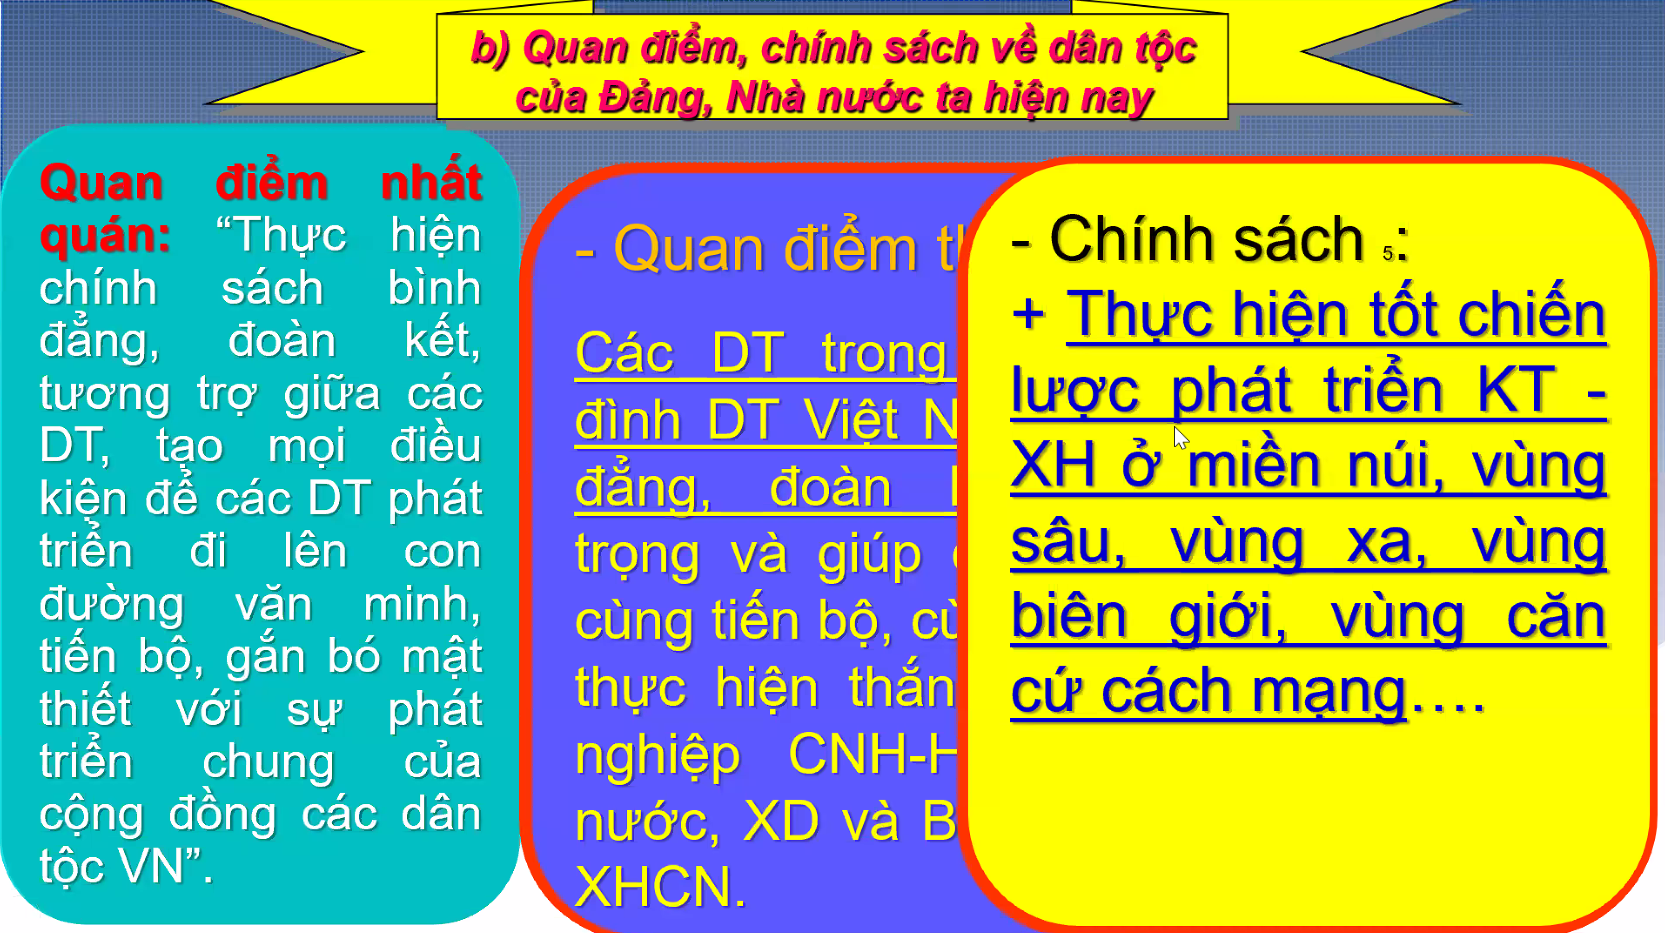 b) Quan điểm, chính sách về dân tộc
của Đảng, Nhà nước ta hiện nay
Quan điểm nhất
quán: “Thực hiện
chính sách bình
đẳng, đoàn kết,
tương trợ giữa các
DT, tạo mọi điều
kiện để các DT phát
triển đi lên con
đường văn minh,
tiến bộ, gắn bó mật
thiết với sự phát
triển chung của
cộng đồng các dân
tộc VN”.
- Quan điểm
Các DT trong
đình DT Việt
đẳng, đoàn
trọng và giúp
cùng tiến bộ,
thực hiện
nghiệp CNH-
nước, XD và
XHCN.
- Chính sách 5:
+ Thực hiện tốt chiến
lược phát triển KT -
XH ở miền núi, vùng
sâu, vùng xa, vùng
biên giới, vùng căn
cứ cách mạng....